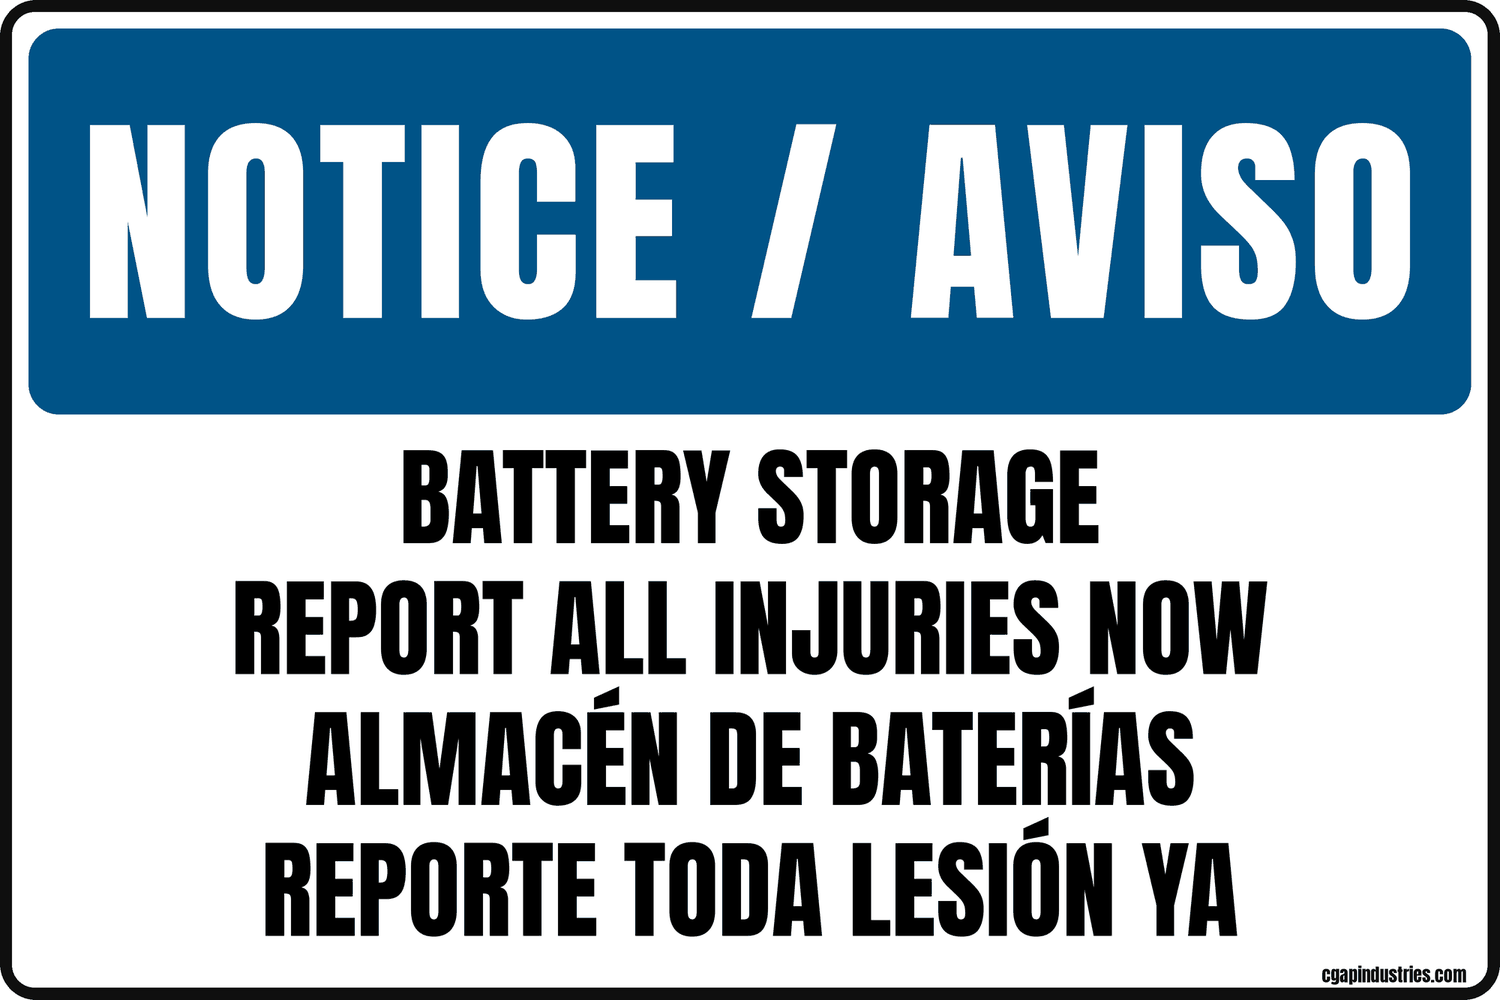 NOTICE / AVISO
BATTERY STORAGE
REPORT ALL INJURIES NOW
ALMACÉN DE BATERÍAS
REPORTE TODA LESIÓN YA
cgapindustries.com